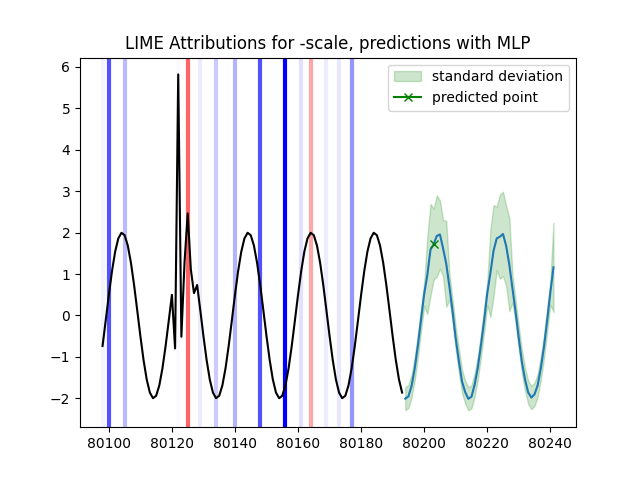 LIME Attributions for -scale, predictions with MLP
standard deviation
predicted point
6
5
4
3
2
1
0
−1
−2
80100 80120 80140 80160 80180 80200 80220 80240